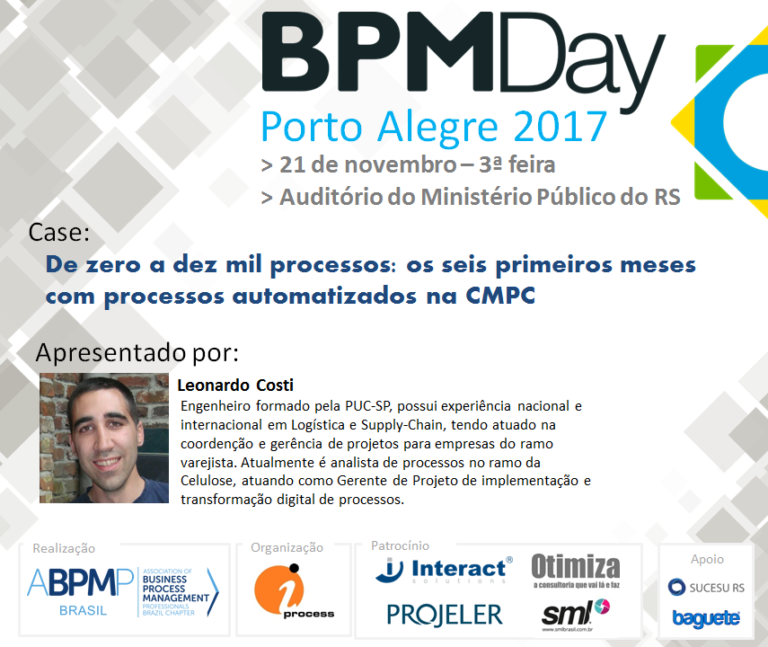 BPMDay
Porto Alegre 2017
> 21 de novembro – 3ª feira
> Auditório do Ministério Público do RS
Case:
De zero a dez mil processos: os seis primeiros meses
com processos automatizados na CMPC
Apresentado por:
Leonardo Costi
Engenheiro formado pela PUC-SP, possui experiência nacional e
internacional em Logística e Supply-Chain, tendo atuado na
coordenção e gerência de projetos para empresas do ramo
varejista. Atualmente é analista de processos no ramo da
Celulose, atuando como Gerente de Projeto de implementação e
transformação digital de processos.
Realização
ABPMP
BRASIL
ASSOCIATION OF
BUSINESS
PROCESS
MANAGEMENT
PROFESSIONALS
BRAZIL CHAPTER
Organização
i process
Patrocínio
Interact®
solutions
Otimiza
a consultoria que vai lá e faz
PROJELER
sml
www.smlbrasil.com.br
Apoio
SUCESU RS
baguete